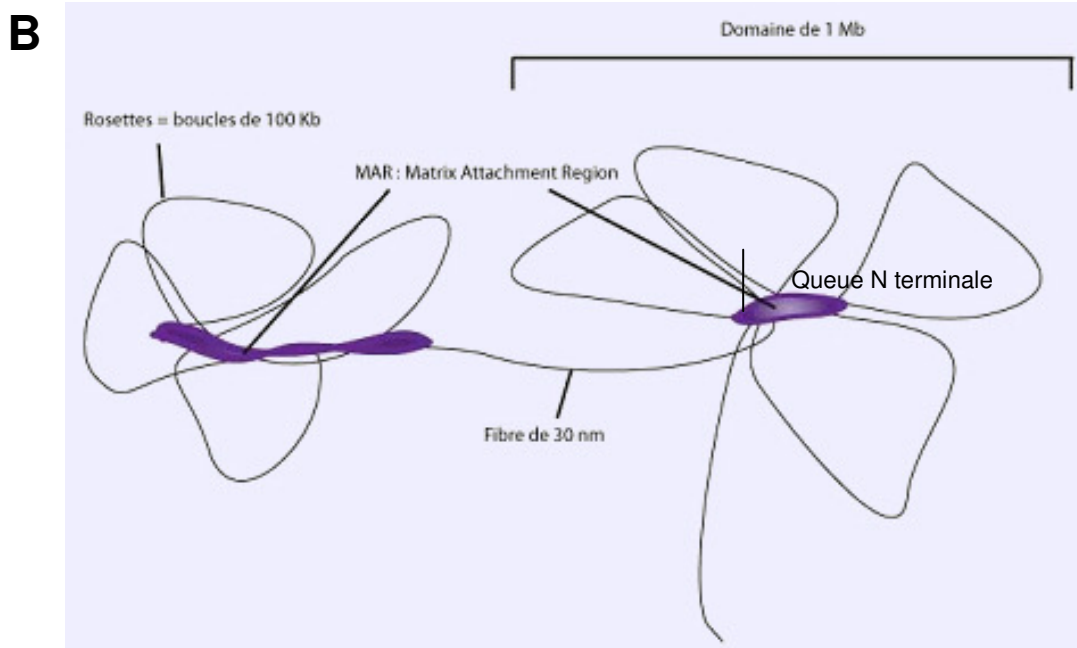 B
Domaine de 1 Mb
Rosettes = boucles de 100 Kb
MAR : Matrix Attachment Region
Queue N terminale
Fibre de 30 nm